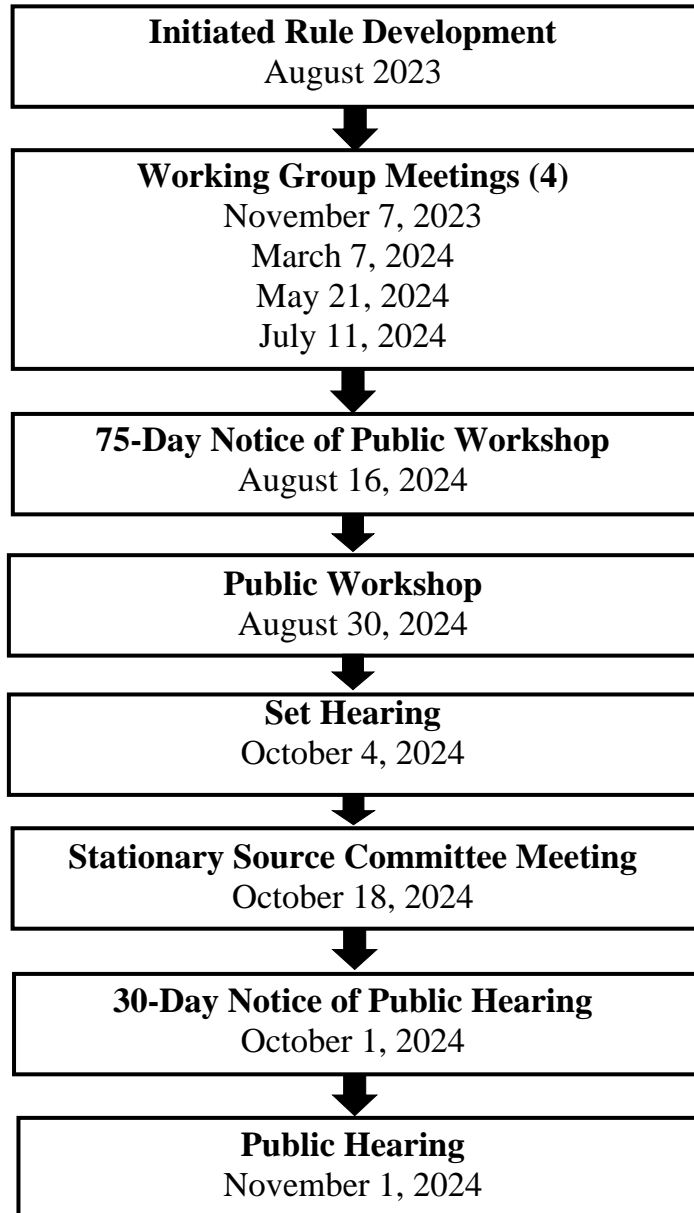 Initiated Rule Development
August 2023
Working Group Meetings (4)
November 7, 2023
March 7, 2024
May 21, 2024
July 11, 2024
75-Day Notice of Public Workshop
August 16, 2024
Public Workshop
August 30, 2024
Set Hearing
October 4, 2024
Stationary Source Committee Meeting
October 18, 2024
30-Day Notice of Public Hearing
October 1, 2024
Public Hearing
November 1, 2024